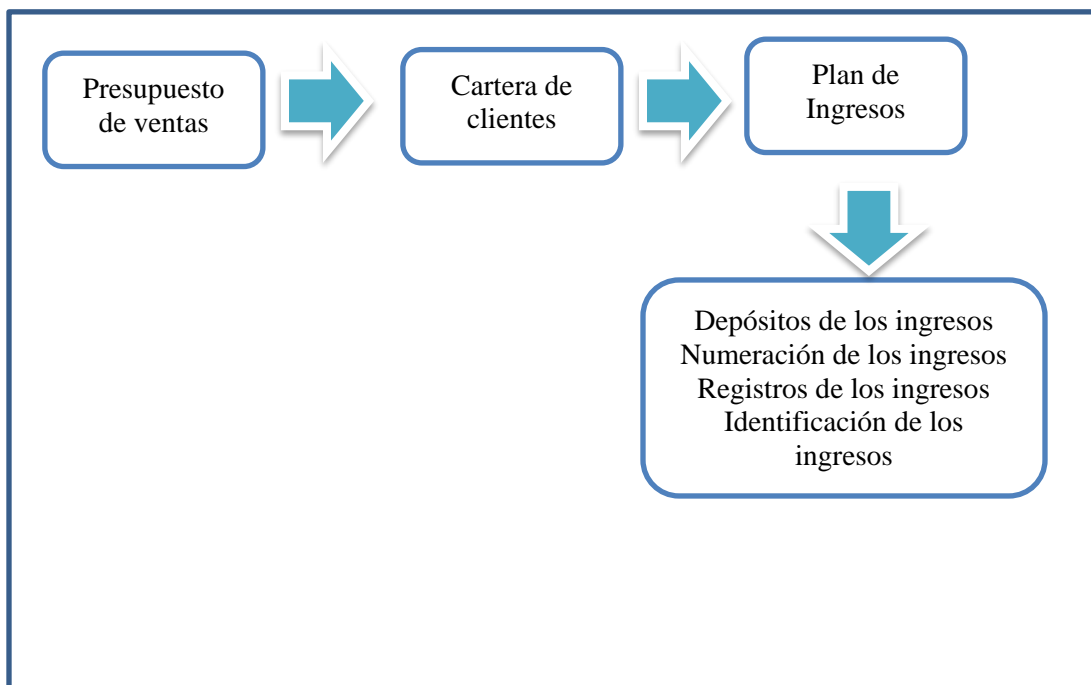 Presupuesto
de ventas
Cartera de
clientes
Plan de
Ingresos
Depósitos de los ingresos
Numeración de los ingresos
Registros de los ingresos
Identificación de los
ingresos